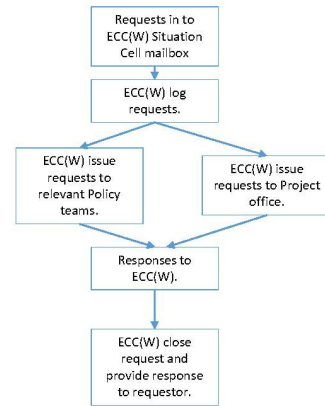 Requests in to
ECC(W) Situation
Cell mailbox
ECC(W) log
requests.
ECC(W) issue
requests to
relevant Policy
teams.
ECC(W) issue
requests to Project
office.
Responses to
ECC(W).
ECC(W) close
request and
provide response
to requestor.